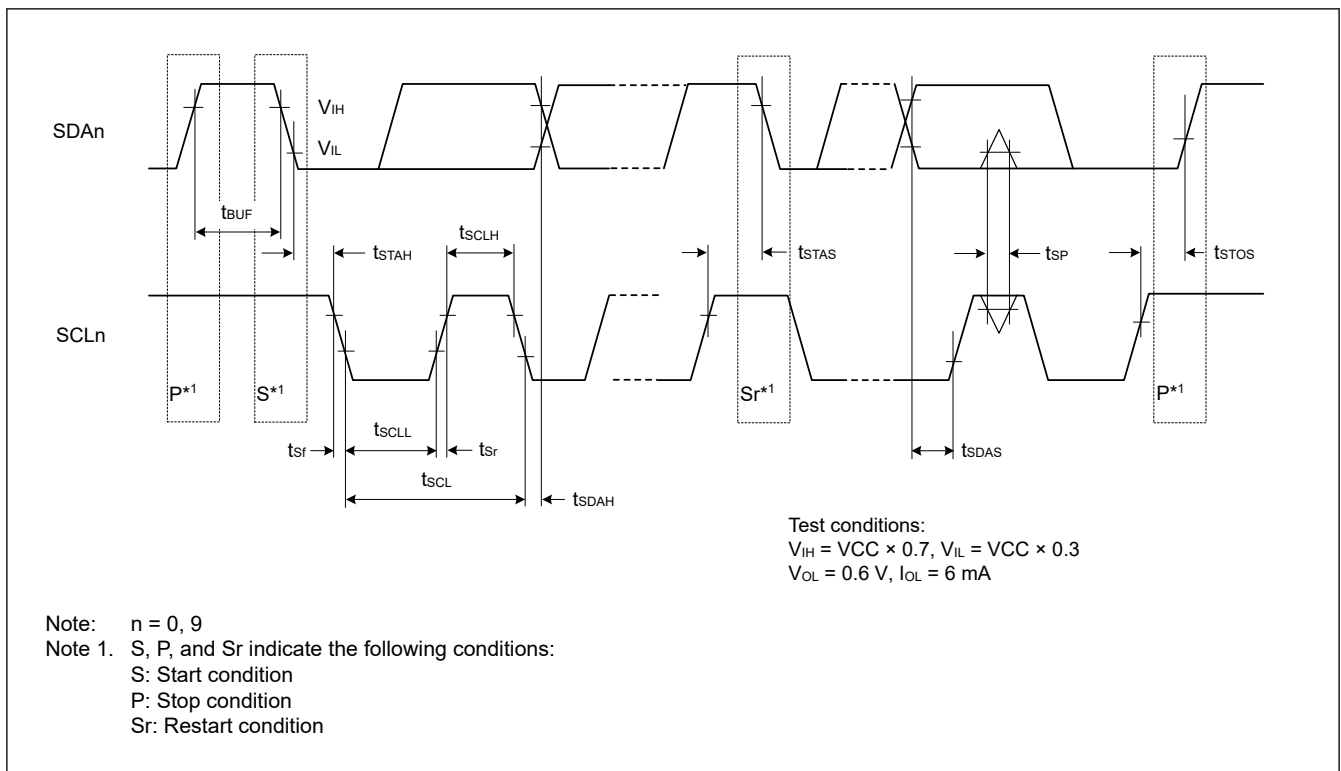 SDAn
VIH
VIL
tBUF
tSTAH
tSCLH
tSTAS
tSP
tSTOS
SCLn
P*1
S*1
Sr*1
P*1
tSf
tSCLL
tSr
tSCL
tSDAH
tSDAS
Test conditions:
VIH = VCC × 0.7, VIL = VCC × 0.3
VOL = 0.6 V, IOL = 6 mA
Note: n = 0, 9
Note 1. S, P, and Sr indicate the following conditions:
S: Start condition
P: Stop condition
Sr: Restart condition